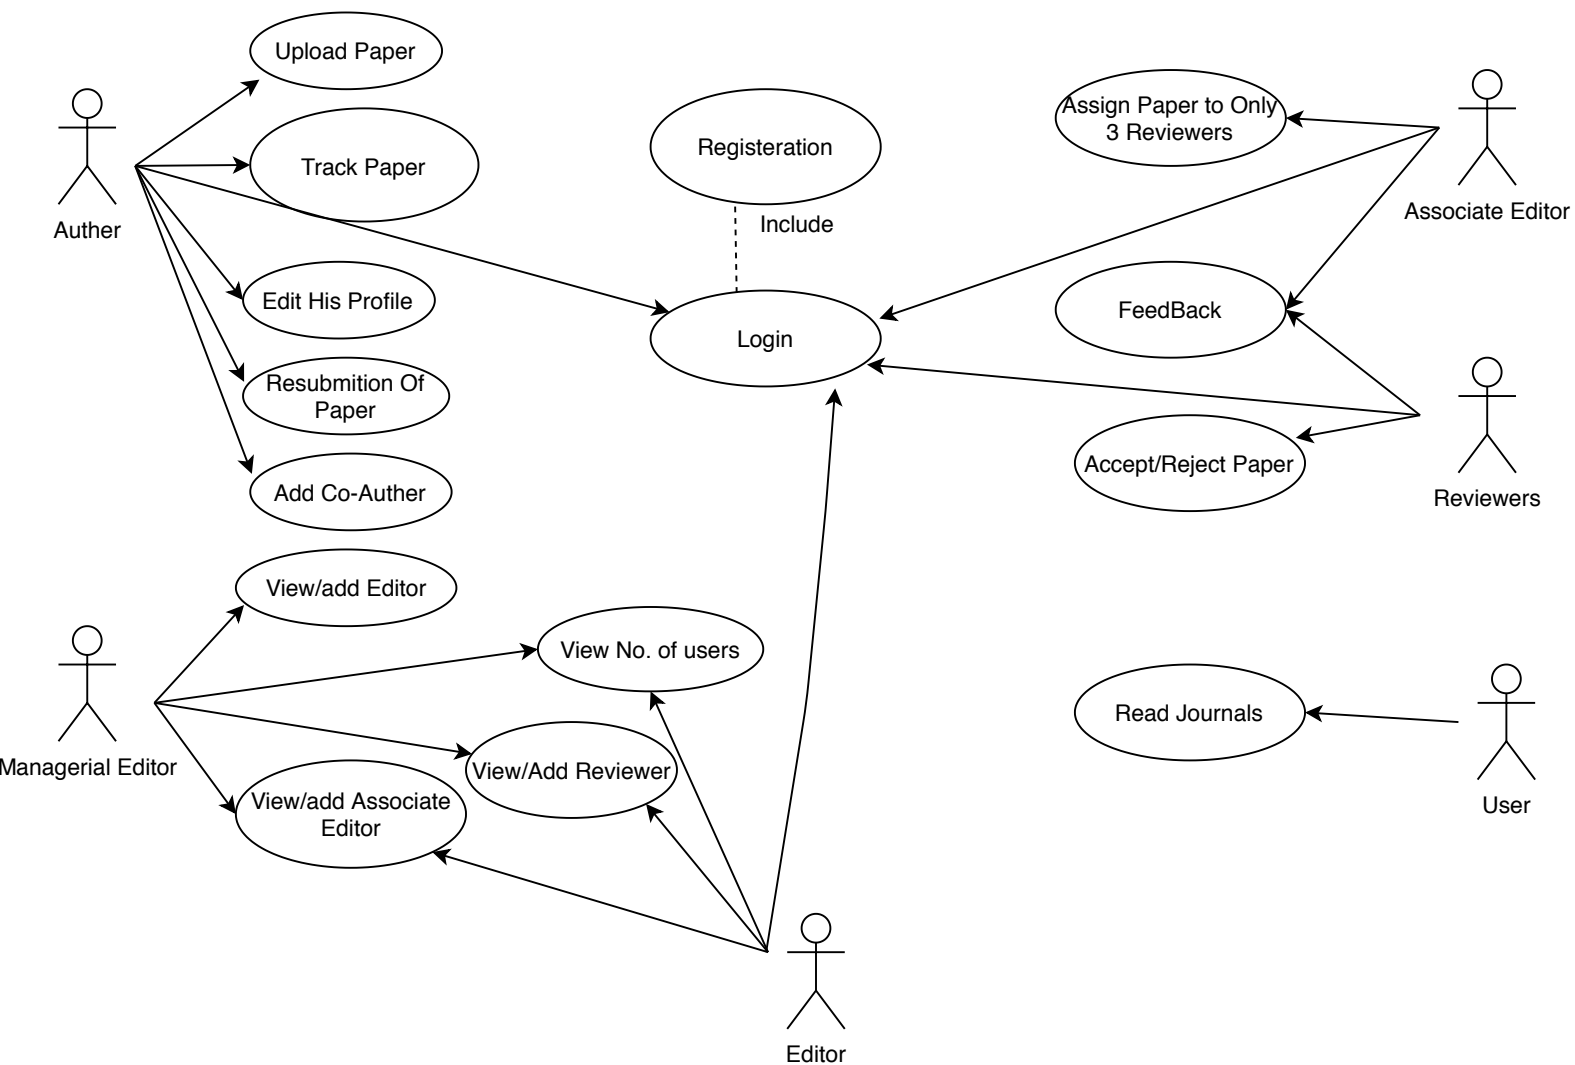 Upload Paper
Track Paper
Auther
Edit His Profile
Resubmition Of
Paper
Add Co-Auther
Registeration
Include
Login
Assign Paper to Only
3 Reviewers
Associate Editor
FeedBack
Accept/Reject Paper
Reviewers
View/add Editor
View No. of users
Managerial Editor
View/Add Reviewer
View/add Associate
Editor
Read Journals
User
Editor